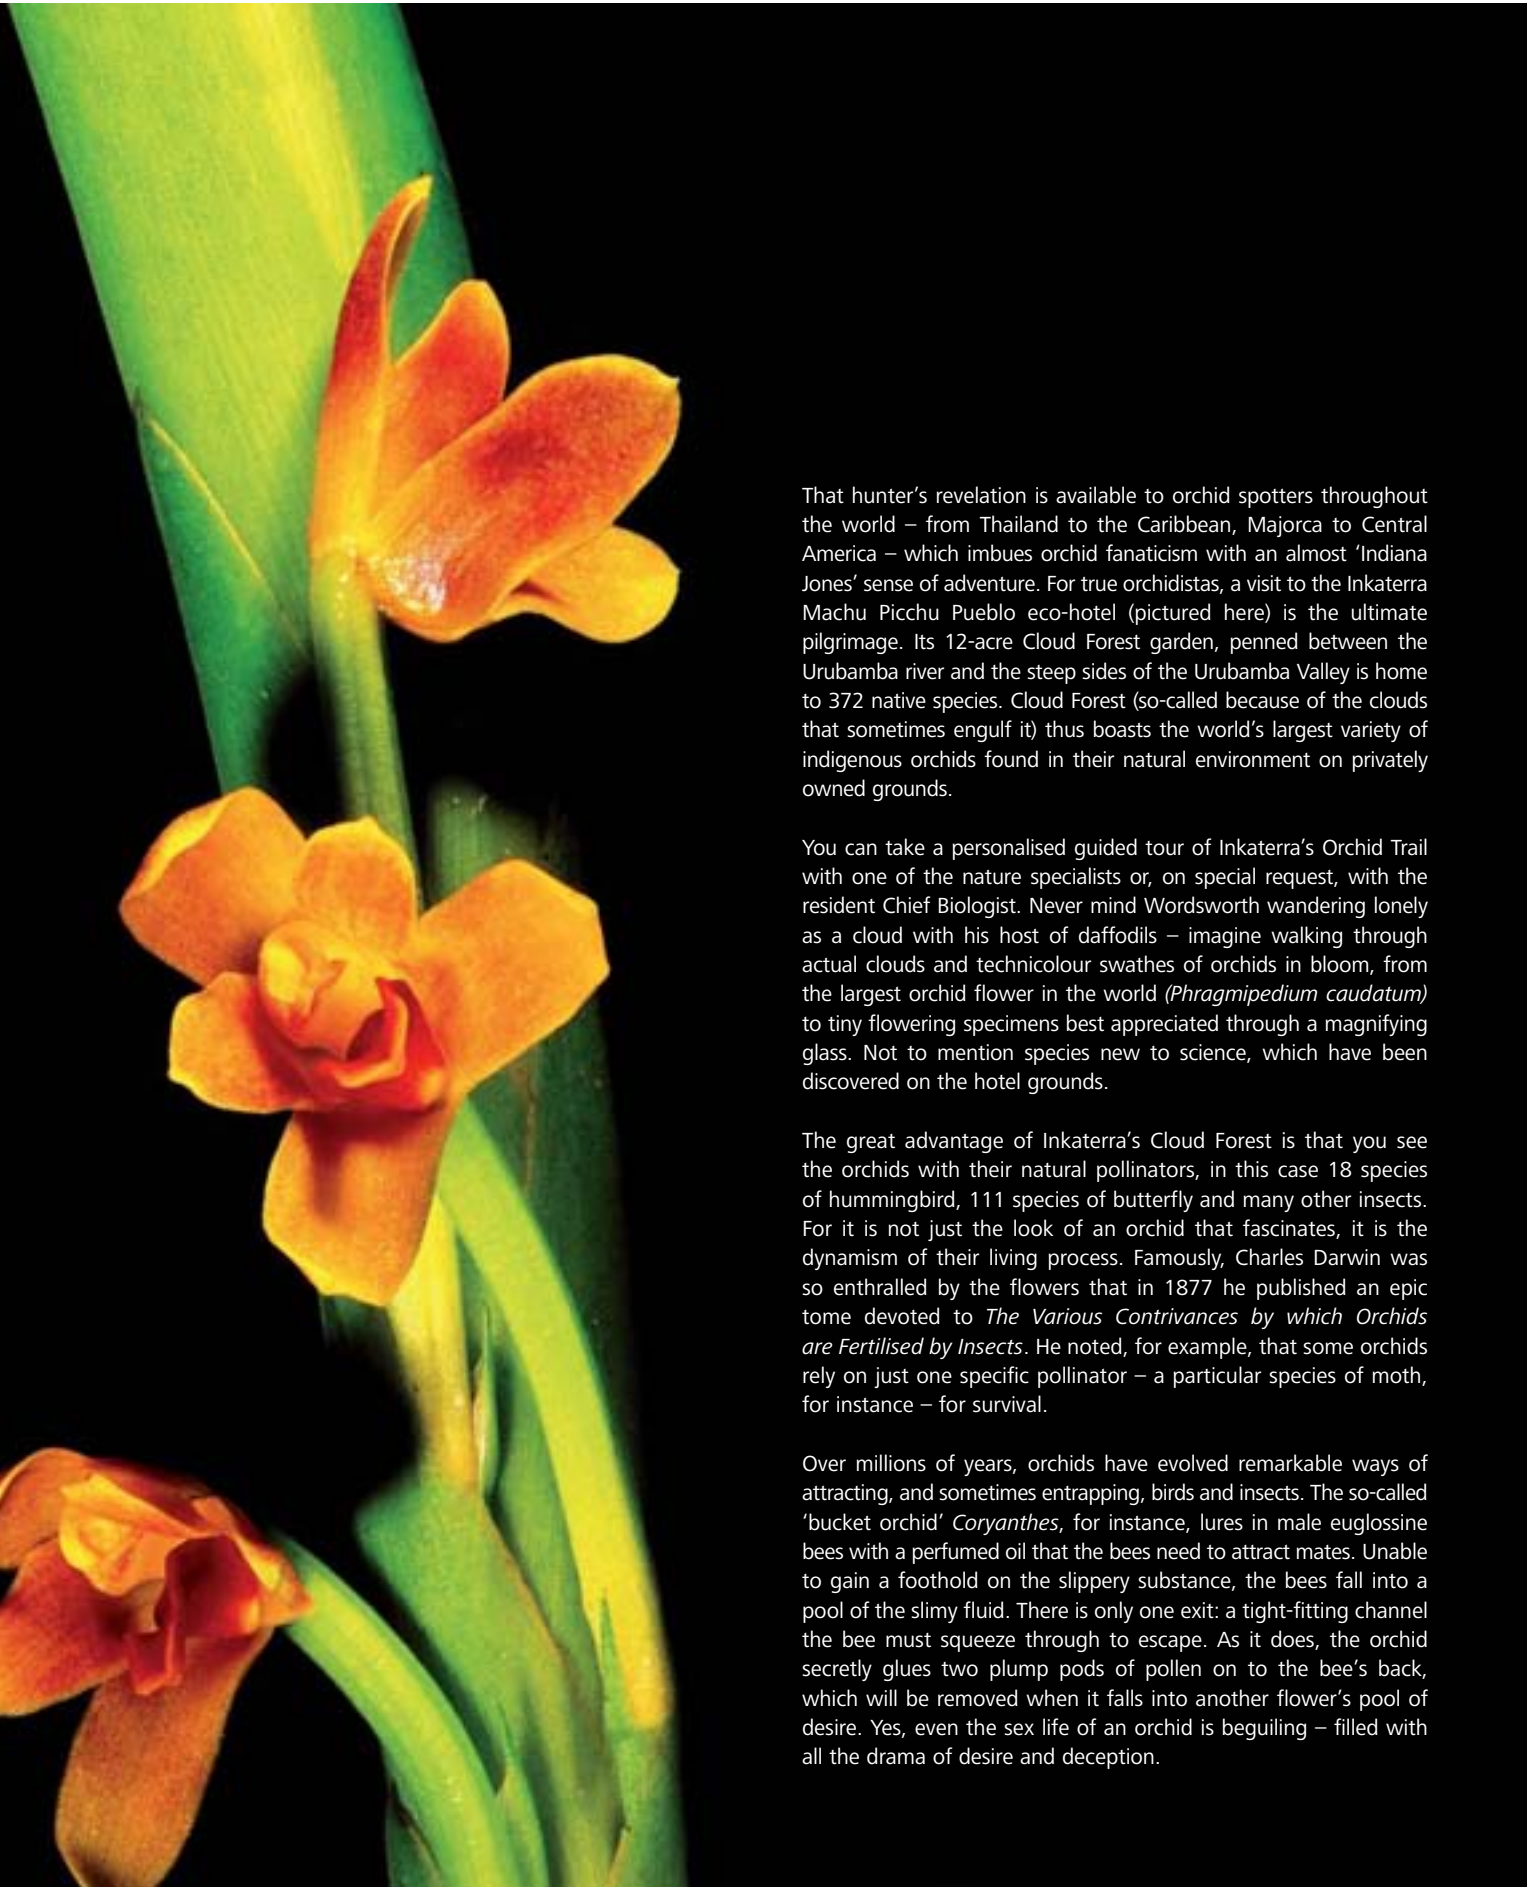 That hunter’s revelation is available to orchid spotters throughout
the world – from Thailand to the Caribbean, Majorca to Central
America – which imbues orchid fanaticism with an almost ‘Indiana
Jones’ sense of adventure. For true orchidistas, a visit to the Inkaterra
Machu Picchu Pueblo eco-hotel (pictured here) is the ultimate
pilgrimage. Its 12-acre Cloud Forest garden, penned between the
Urubamba river and the steep sides of the Urubamba Valley is home
to 372 native species. Cloud Forest (so-called because of the clouds
that sometimes engulf it) thus boasts the world’s largest variety of
indigenous orchids found in their natural environment on privately
owned grounds.

You can take a personalised guided tour of Inkaterra’s Orchid Trail
with one of the nature specialists or, on special request, with the
resident Chief Biologist. Never mind Wordsworth wandering lonely
as a cloud with his host of daffodils – imagine walking through
actual clouds and technicolour swathes of orchids in bloom, from
the largest orchid flower in the world (Phragmipedium caudatum)
to tiny flowering specimens best appreciated through a magnifying
glass. Not to mention species new to science, which have been
discovered on the hotel grounds.

The great advantage of Inkaterra’s Cloud Forest is that you see
the orchids with their natural pollinators, in this case 18 species
of hummingbird, 111 species of butterfly and many other insects.
For it is not just the look of an orchid that fascinates, it is the
dynamism of their living process. Famously, Charles Darwin was
so enthralled by the flowers that in 1877 he published an epic
tome devoted to The Various Contrivances by which Orchids
are Fertilised by Insects. He noted, for example, that some orchids
rely on just one specific pollinator – a particular species of moth,
for instance – for survival.

Over millions of years, orchids have evolved remarkable ways of
attracting, and sometimes entrapping, birds and insects. The so-called
‘bucket orchid’ Coryanthes, for instance, lures in male euglossine
bees with a perfumed oil that the bees need to attract mates. Unable
to gain a foothold on the slippery substance, the bees fall into a
pool of the slimy fluid. There is only one exit: a tight-fitting channel
the bee must squeeze through to escape. As it does, the orchid
secretly glues two plump pods of pollen on to the bee’s back,
which will be removed when it falls into another flower’s pool of
desire. Yes, even the sex life of an orchid is beguiling – filled with
all the drama of desire and deception.